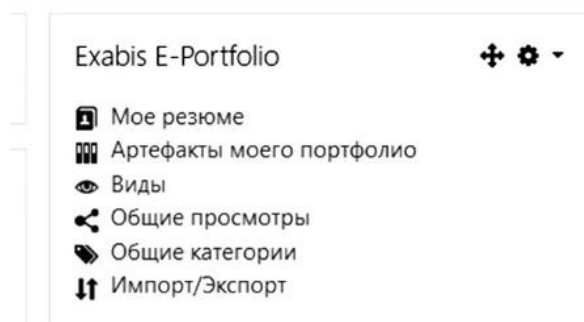 Exabis E-Portfolio
Мое резюме
Артефакты моего портфолио
Виды
Общие просмотры
Общие категории
Импорт/Экспорт